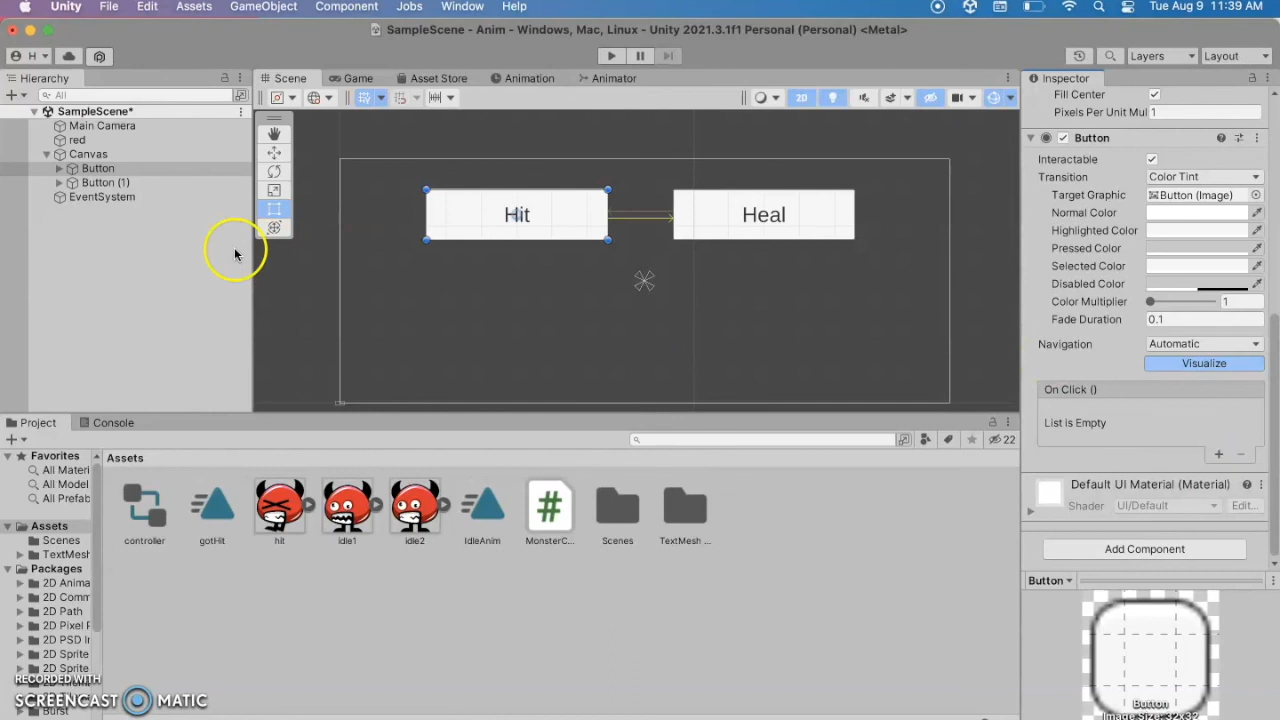 Unity File Edit Assets GameObject Component Jobs Window Help Tue Aug 9 11:39 AM
SampleScene - Anim - Windows, Mac, Linux - Unity 2021.3.1f1 Personal (Personal) <Metal>
H Layers Layout
Hierarchy
All
SampleScene*
Main Camera
red
Canvas
Button
Button (1)
EventSystem
Scene Game Asset Store Animation Animator
2D
Hit Heal
Inspector
Fill Center
Pixels Per Unit Mul 1
Button
Interactable
Transition Color Tint
Target Graphic Button (Image)
Normal Color
Highlighted Color
Pressed Color
Selected Color
Disabled Color
Color Multiplier 1
Fade Duration 0.1
Navigation Automatic
Visualize
On Click ()
List is Empty
+ −
Default UI Material (Material)
Shader UI/Default Edit...
Add Component
Button
Button
Image Size: 32x32
Project Console
22
Favorites
All Materi
All Model
All Prefab
Assets
Scenes
TextMesh
Packages
2D Anima
2D Comm
2D Path
2D Pixel P
2D PSD In
2D Sprite
2D Sprite
Burst
Assets
controller gotHit hit idle1 idle2 IdleAnim MonsterC... Scenes TextMesh ...
#
RECORDED WITH
SCREENCAST MATIC